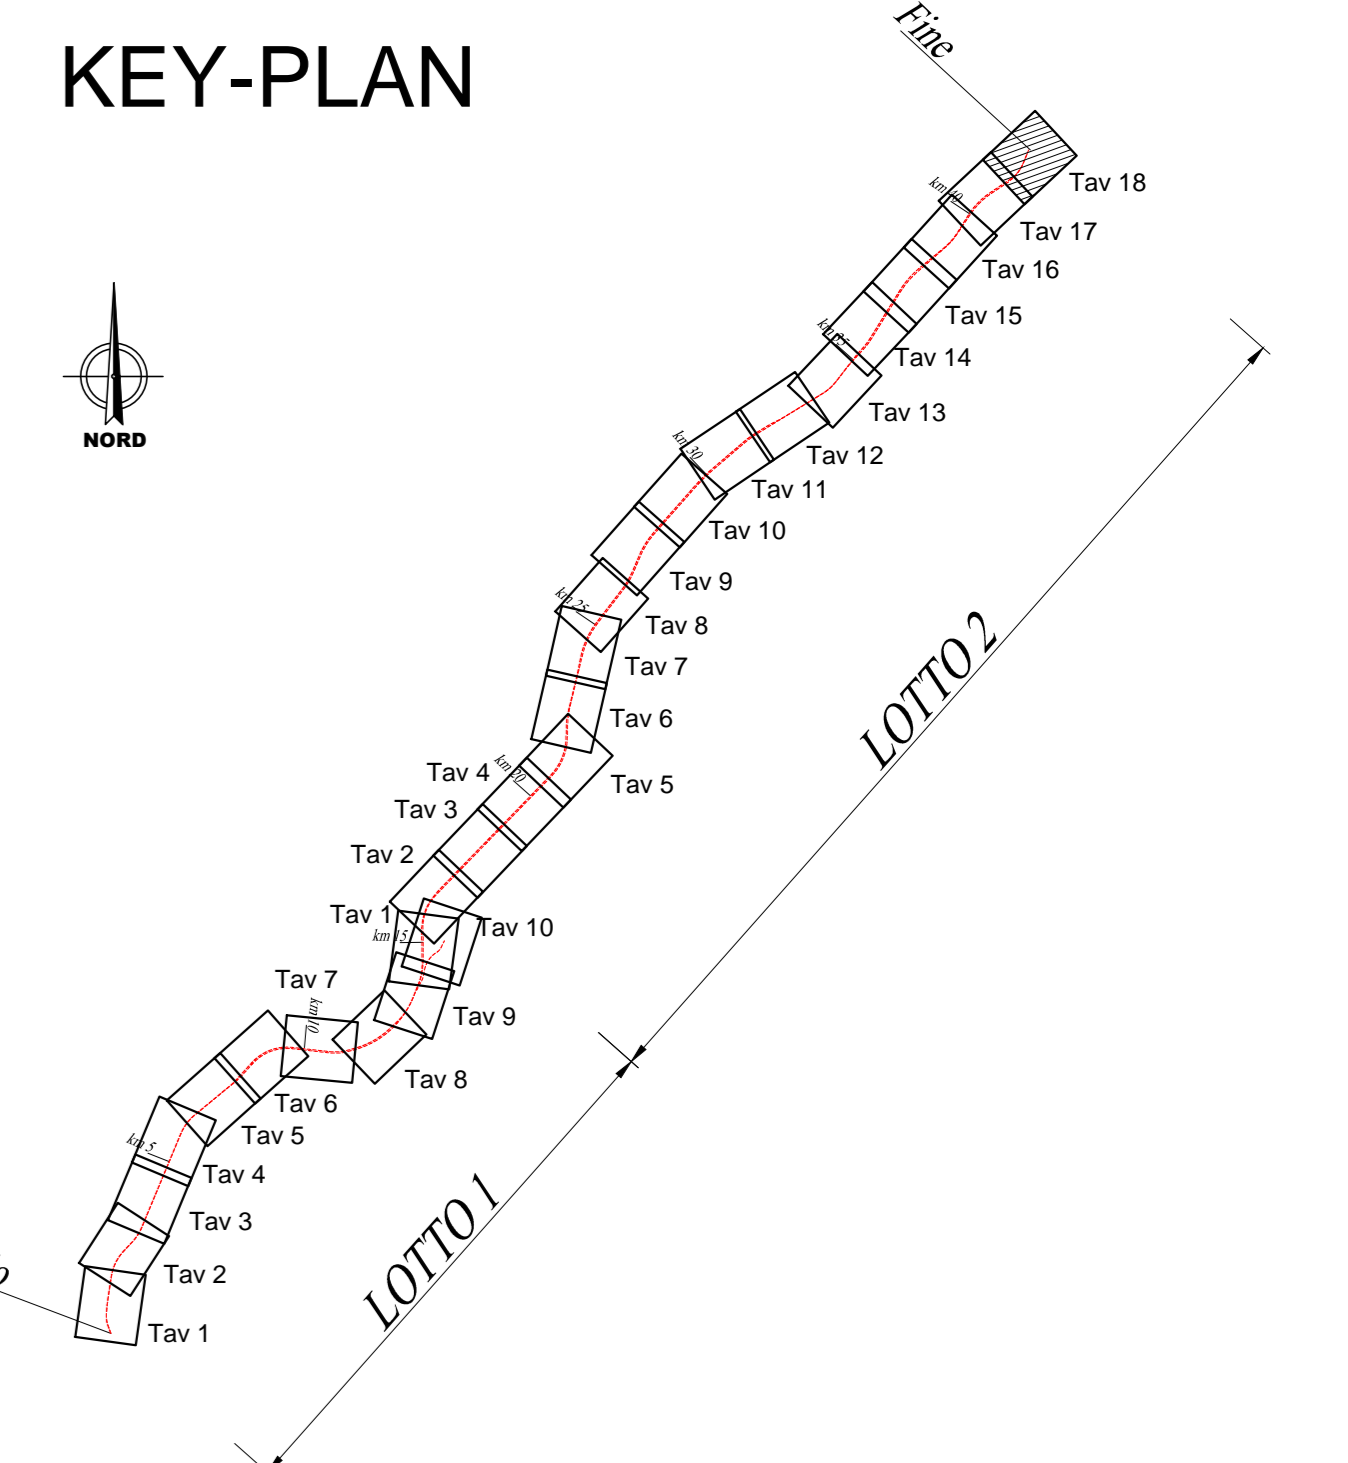 KEY-PLAN
Fine
NORD
Tav 18
km 40
Tav 17
Tav 16
Tav 15
km 35
Tav 14
Tav 13
Tav 12
km 30
Tav 11
Tav 10
Tav 9
km 25
Tav 8
Tav 7
Tav 6
Tav 4
km 20
Tav 5
Tav 3
Tav 2
Tav 1
km 15
Tav 10
LOTTO 2
Tav 7
km 10
Tav 9
Tav 8
Tav 6
Tav 5
km 5
Tav 4
Tav 3
Tav 2
Tav 1
LOTTO 1